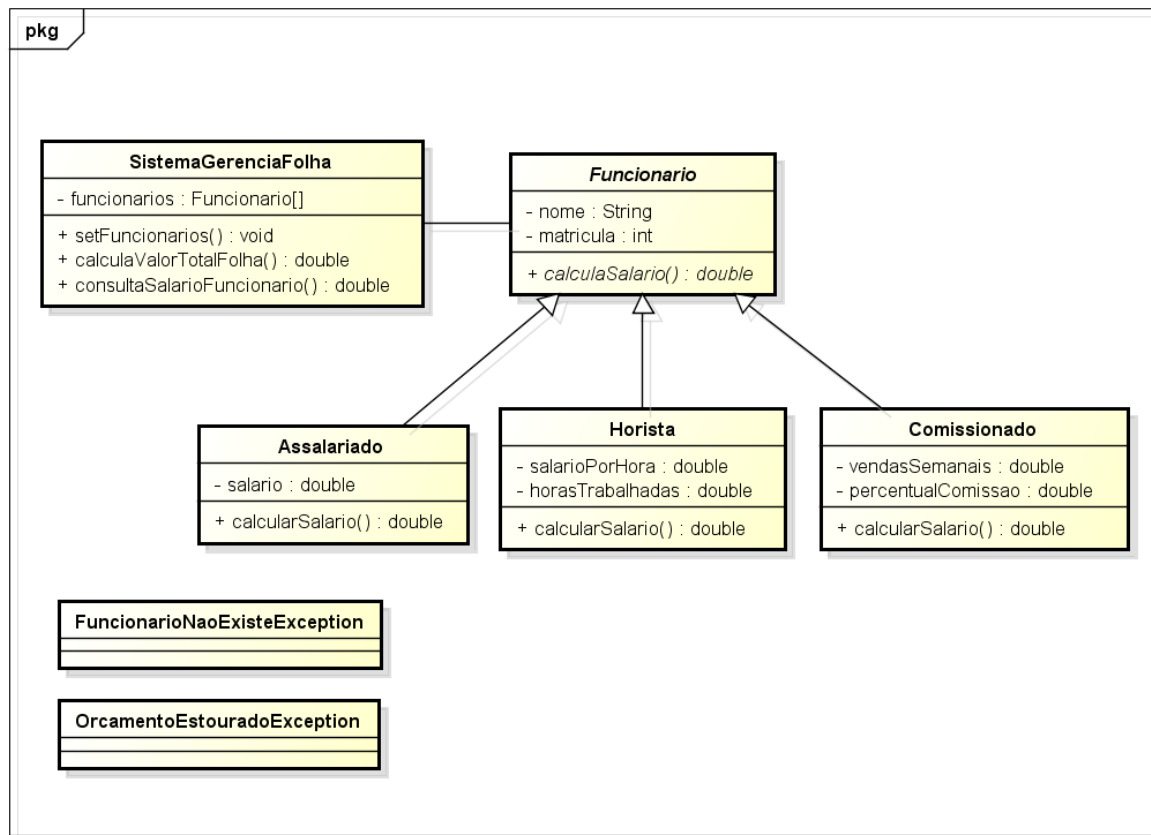 pkg
SistemaGerenciaFolha
- funcionarios : Funcionario[]
+ setFuncionarios() : void
+ calculaValorTotalFolha() : double
+ consultaSalarioFuncionario() : double
Funcionario
- nome : String
- matricula : int
+ calculaSalario() : double
Assalariado
- salario : double
+ calcularSalario() : double
Horista
- salarioPorHora : double
- horasTrabalhadas : double
+ calcularSalario() : double
Comissionado
- vendasSemanais : double
- percentualComissao : double
+ calcularSalario() : double
FuncionarioNaoExisteException
OrcamentoEstouradoException